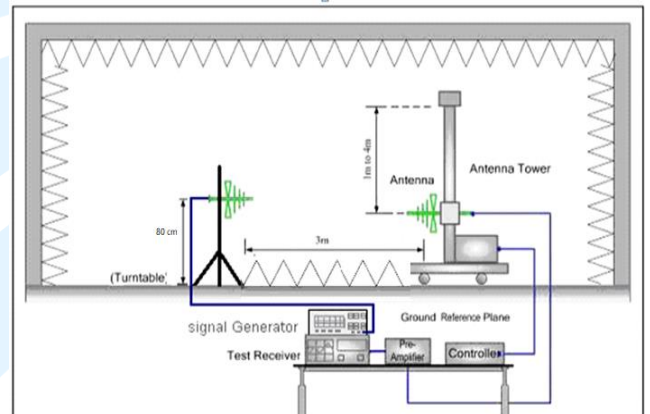 1m to 4m
Antenna
Antenna Tower
80 cm
3m
(Turntable)
signal Generator
Ground Reference Plane
Test Receiver
Pre-
Amplifier
Controller